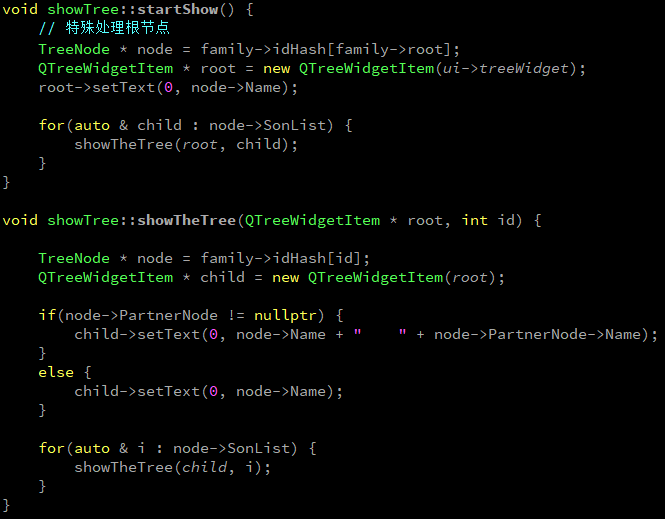 void showTree::startShow() {
    // 特殊处理根节点
    TreeNode * node = family->idHash[family->root];
    QTreeWidgetItem * root = new QTreeWidgetItem(ui->treeWidget);
    root->setText(0, node->Name);

    for(auto & child : node->SonList) {
        showTheTree(root, child);
    }
}

void showTree::showTheTree(QTreeWidgetItem * root, int id) {

    TreeNode * node = family->idHash[id];
    QTreeWidgetItem * child = new QTreeWidgetItem(root);

    if(node->PartnerNode != nullptr) {
        child->setText(0, node->Name + "    " + node->PartnerNode->Name);
    }
    else {
        child->setText(0, node->Name);
    }

    for(auto & i : node->SonList) {
        showTheTree(child, i);
    }
}